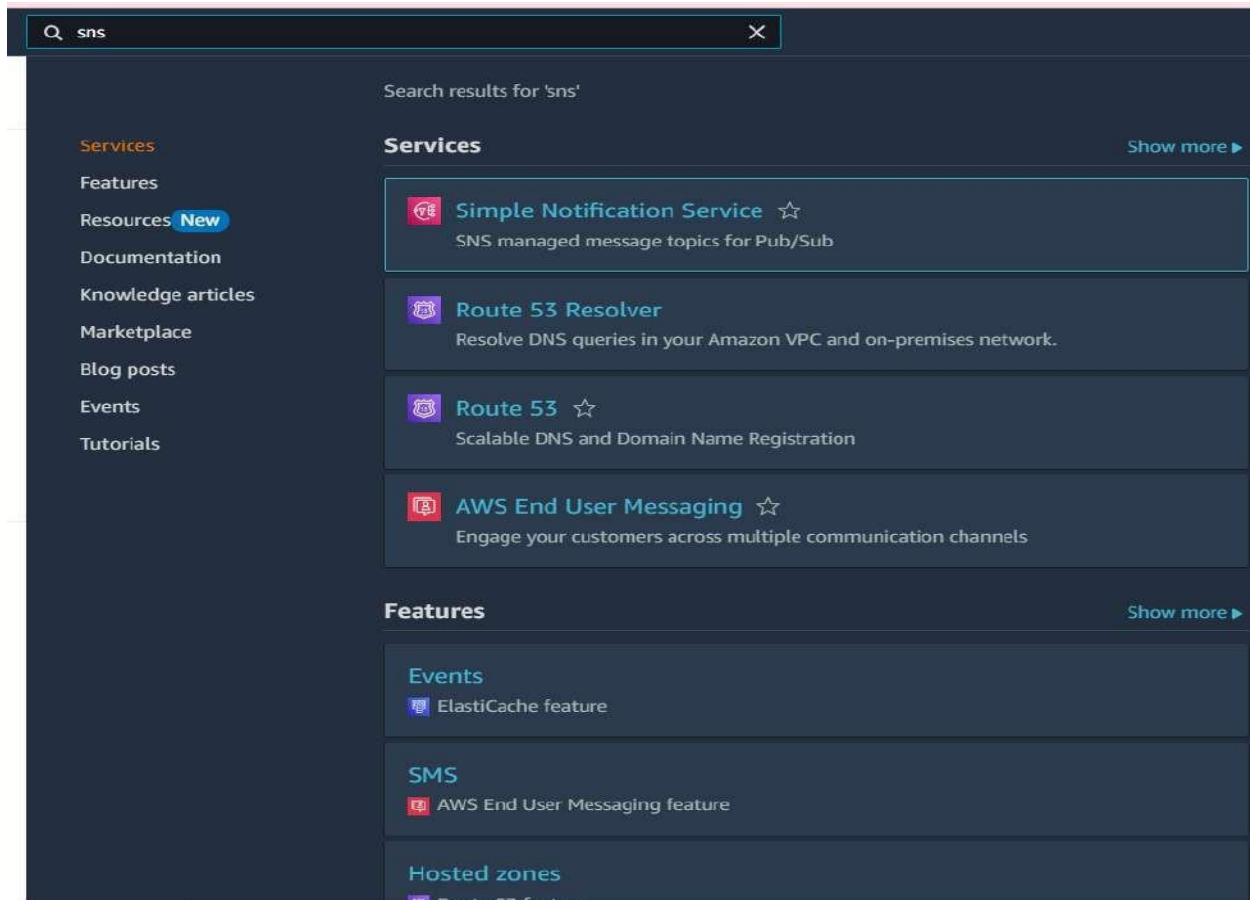 sns
Search results for 'sns'
Services
Features
Resources New
Documentation
Knowledge articles
Marketplace
Blog posts
Events
Tutorials
Services
Show more
Simple Notification Service
SNS managed message topics for Pub/Sub
Route 53 Resolver
Resolve DNS queries in your Amazon VPC and on-premises network.
Route 53
Scalable DNS and Domain Name Registration
AWS End User Messaging
Engage your customers across multiple communication channels
Features
Show more
Events
ElastiCache feature
SMS
AWS End User Messaging feature
Hosted zones